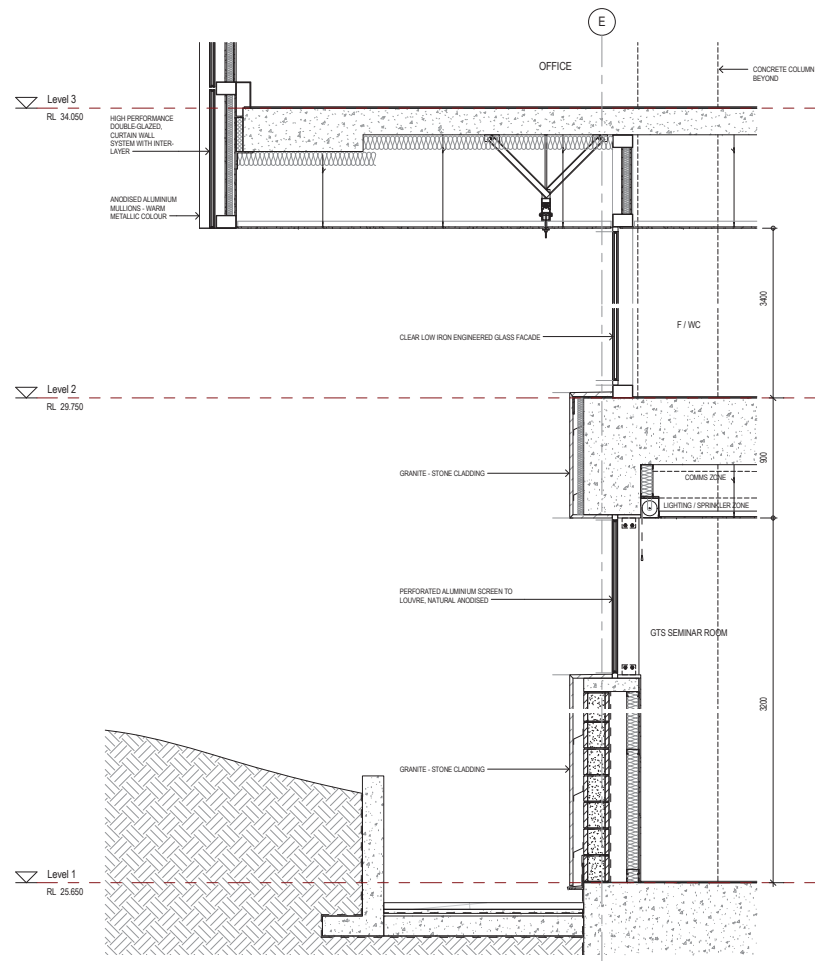 E
OFFICE
CONCRETE COLUMN
BEYOND
Level 3
RL 34.050
HIGH PERFORMANCE
DOUBLE-GLAZED,
CURTAIN WALL
SYSTEM WITH INTER-
LAYER
ANODISED ALUMINIUM
MULLIONS - WARM
METALLIC COLOUR
3400
F / WC
CLEAR LOW IRON ENGINEERED GLASS FACADE
Level 2
RL 29.750
900
GRANITE - STONE CLADDING
COMMS ZONE
LIGHTING / SPRINKLER ZONE
PERFORATED ALUMINIUM SCREEN TO
LOUVRE, NATURAL ANODISED
GTS SEMINAR ROOM
3200
GRANITE - STONE CLADDING
Level 1
RL 25.650